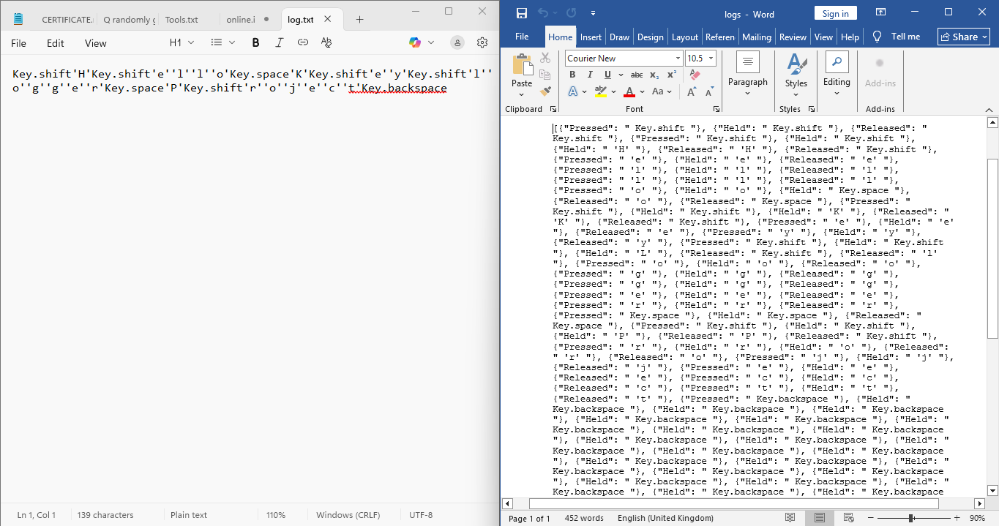 CERTIFICATE.
Q randomly g
Tools.txt
online.i
log.txt
File Edit View H1
Key.shift'H'Key.shift'e''l''l''o'Key.space'K'Key.shift'e''y'Key.shift'l''
o''g''g''e''r'Key.space'P'Key.shift'r''o''j''e''c''t'Key.backspace
Ln 1, Col 1 139 characters Plain text 110% Windows (CRLF) UTF-8
logs - Word Sign in
File Home Insert Draw Design Layout Referen Mailing Review View Help Tell me Share
Paste
Clipboard
Courier New 10.5
B I U abc x₂ x²
A ab A Aa A A
Font
Paragraph
Styles
Styles
Editing
Add-ins
Add-ins
[{"Pressed": " Key.shift "}, {"Held": " Key.shift "}, {"Released": "
Key.shift "}, {"Pressed": " Key.shift "}, {"Held": " Key.shift "},
{"Held": " 'H' "}, {"Released": " 'H' "}, {"Released": " Key.shift "},
{"Pressed": " 'e' "}, {"Held": " 'e' "}, {"Released": " 'e' "},
{"Pressed": " 'l' "}, {"Held": " 'l' "}, {"Released": " 'l' "},
{"Pressed": " 'l' "}, {"Held": " 'l' "}, {"Released": " 'l' "},
{"Pressed": " 'o' "}, {"Held": " 'o' "}, {"Held": " Key.space "},
{"Released": " 'o' "}, {"Released": " Key.space "}, {"Pressed": "
Key.shift "}, {"Held": " Key.shift "}, {"Held": " 'K' "}, {"Released": "
'K' "}, {"Released": " Key.shift "}, {"Pressed": " 'e' "}, {"Held": " 'e'
"}, {"Released": " 'e' "}, {"Pressed": " 'y' "}, {"Held": " 'y' "},
{"Released": " 'y' "}, {"Pressed": " Key.shift "}, {"Held": " Key.shift
"}, {"Held": " 'L' "}, {"Released": " Key.shift "}, {"Released": " 'l'
"}, {"Pressed": " 'o' "}, {"Held": " 'o' "}, {"Released": " 'o' "},
{"Pressed": " 'g' "}, {"Held": " 'g' "}, {"Released": " 'g' "},
{"Pressed": " 'g' "}, {"Held": " 'g' "}, {"Released": " 'g' "},
{"Pressed": " 'e' "}, {"Held": " 'e' "}, {"Released": " 'e' "},
{"Pressed": " 'r' "}, {"Held": " 'r' "}, {"Released": " 'r' "},
{"Pressed": " Key.space "}, {"Held": " Key.space "}, {"Released": "
Key.space "}, {"Pressed": " Key.shift "}, {"Held": " Key.shift "},
{"Held": " 'P' "}, {"Released": " 'P' "}, {"Released": " Key.shift "},
{"Pressed": " 'r' "}, {"Held": " 'r' "}, {"Held": " 'o' "}, {"Released":
" 'r' "}, {"Released": " 'o' "}, {"Pressed": " 'j' "}, {"Held": " 'j' "},
{"Released": " 'j' "}, {"Pressed": " 'e' "}, {"Held": " 'e' "},
{"Released": " 'e' "}, {"Pressed": " 'c' "}, {"Held": " 'c' "},
{"Released": " 'c' "}, {"Pressed": " 't' "}, {"Held": " 't' "},
{"Released": " 't' "}, {"Pressed": " Key.backspace "}, {"Held": "
Key.backspace "}, {"Held": " Key.backspace "}, {"Held": " Key.backspace
"}, {"Held": " Key.backspace "}, {"Held": " Key.backspace "}, {"Held": "
Key.backspace "}, {"Held": " Key.backspace "}, {"Held": " Key.backspace
"}, {"Held": " Key.backspace "}, {"Held": " Key.backspace "}, {"Held": "
Key.backspace "}, {"Held": " Key.backspace "}, {"Held": " Key.backspace
"}, {"Held": " Key.backspace "}, {"Held": " Key.backspace "}, {"Held": "
Key.backspace "}, {"Held": " Key.backspace "}, {"Held": " Key.backspace
"}, {"Held": " Key.backspace "}, {"Held": " Key.backspace "}, {"Held": "
Key.backspace "}, {"Held": " Key.backspace "}, {"Held": " Key.backspace
Page 1 of 1 452 words English (United Kingdom) 90%